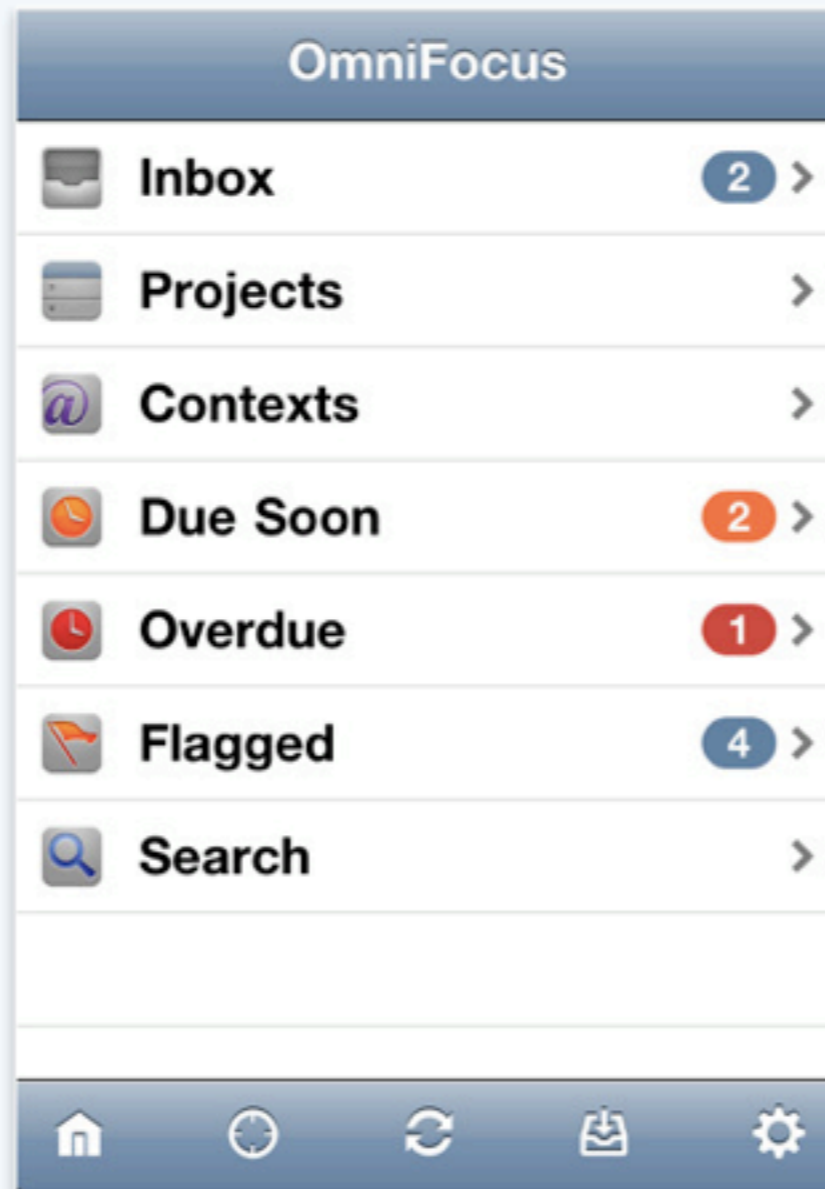 OmniFocus
Inbox 2
Projects
Contexts
Due Soon 2
Overdue 1
Flagged 4
Search